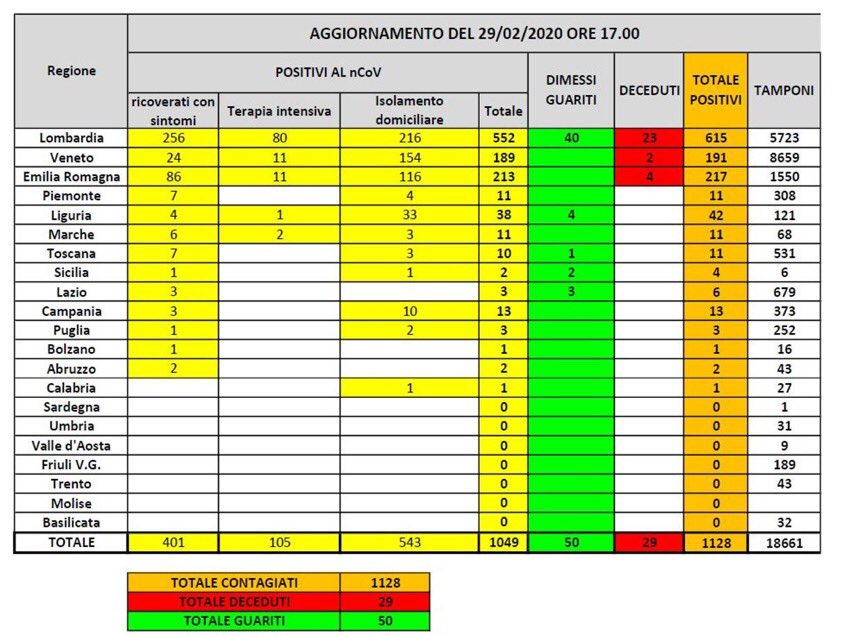 AGGIORNAMENTO DEL 29/02/2020 ORE 17.00
Regione POSITIVI AL nCoV DIMESSI GUARITI DECEDUTI TOTALE POSITIVI TAMPONI
ricoverati con sintomi Terapia intensiva Isolamento domiciliare Totale
Lombardia 256 80 216 552 40 23 615 5723
Veneto 24 11 154 189 2 191 8659
Emilia Romagna 86 11 116 213 4 217 1550
Piemonte 7 4 11 11 308
Liguria 4 1 33 38 4 42 121
Marche 6 2 3 11 11 68
Toscana 7 3 10 1 11 531
Sicilia 1 1 2 2 4 6
Lazio 3 3 3 6 679
Campania 3 10 13 13 373
Puglia 1 2 3 3 252
Bolzano 1 1 1 16
Abruzzo 2 2 2 43
Calabria 1 1 1 27
Sardegna 0 0 1
Umbria 0 0 31
Valle d'Aosta 0 0 9
Friuli V.G. 0 0 189
Trento 0 0 43
Molise 0 0
Basilicata 0 0 32
TOTALE 401 105 543 1049 50 29 1128 18661
TOTALE CONTAGIATI 1128
TOTALE DECEDUTI 29
TOTALE GUARITI 50